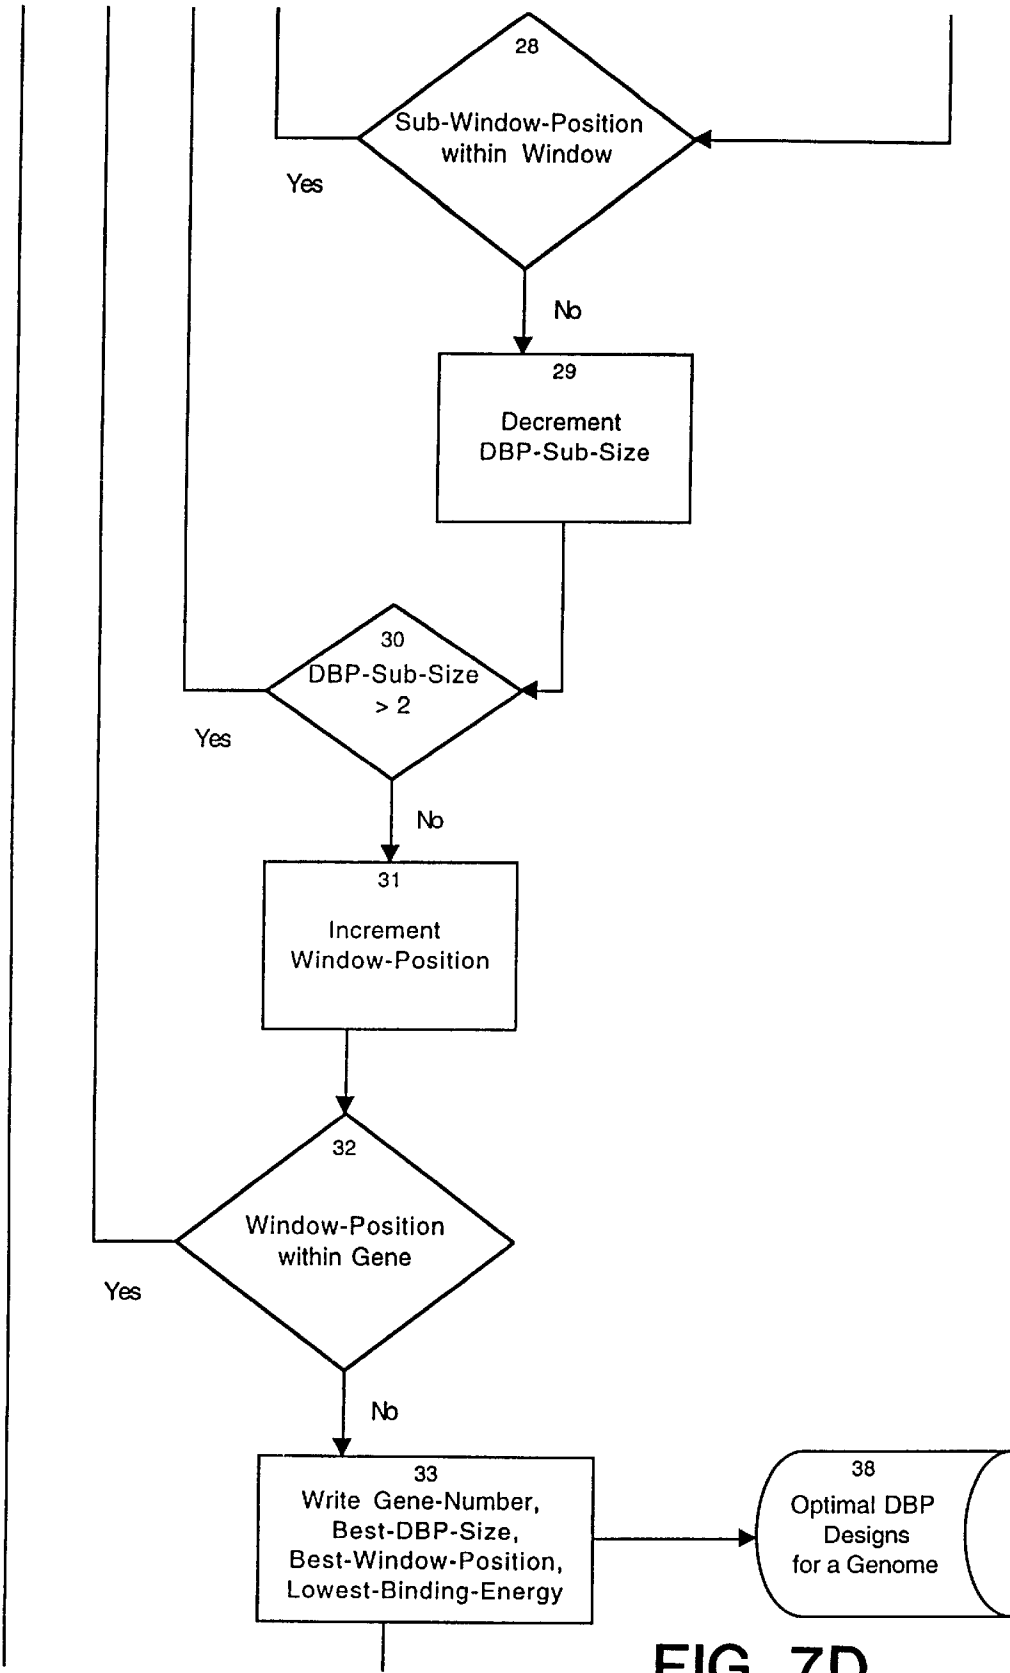 28
Sub-Window-Position
within Window
Yes
No
29
Decrement
DBP-Sub-Size
30
DBP-Sub-Size
> 2
Yes
No
31
Increment
Window-Position
32
Window-Position
within Gene
Yes
No
33
Write Gene-Number,
Best-DBP-Size,
Best-Window-Position,
Lowest-Binding-Energy
38
Optimal DBP
Designs
for a Genome
FIG. 7D